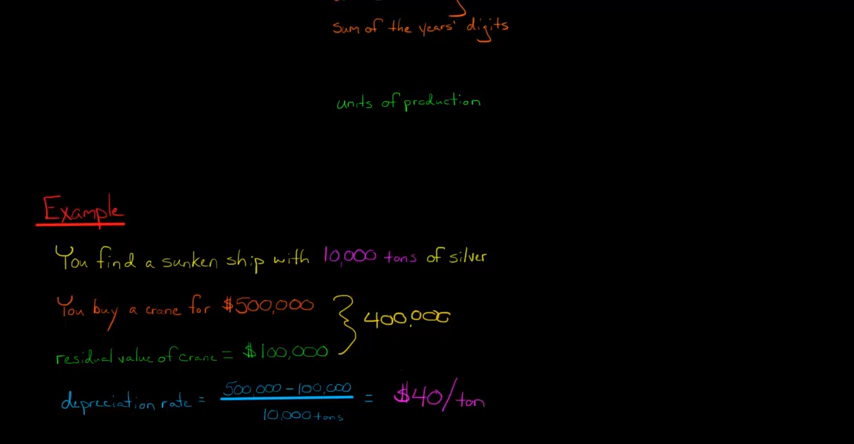 sum of the years' digits
units of production
Example
You find a sunken ship with 10,000 tons of silver
You buy a crane for $500,000
400,000
residual value of crane = $100,000
depreciation rate = 500,000 - 100,000 / 10,000 tons = $40/ton